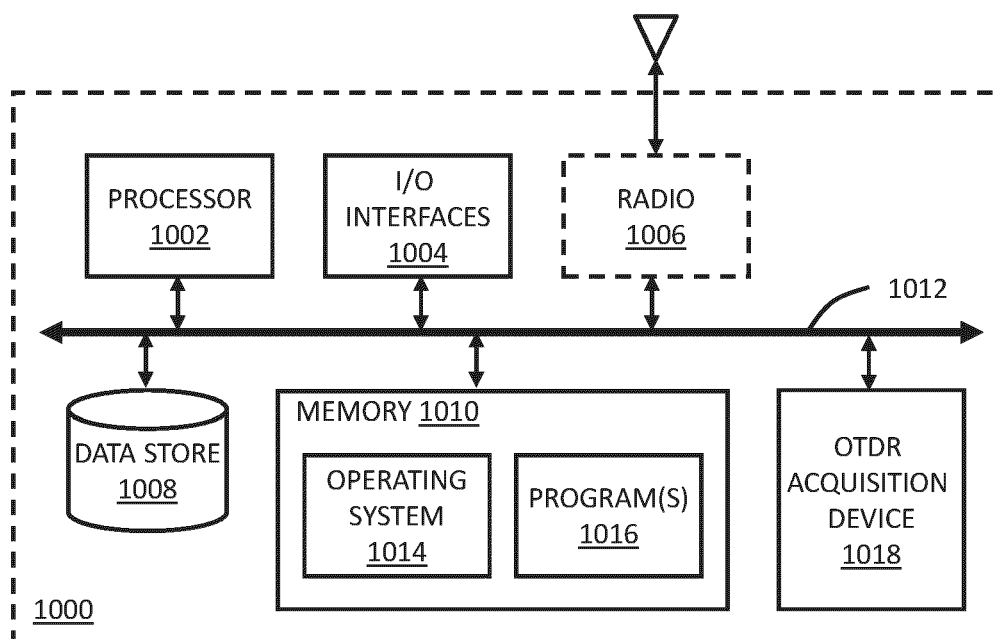 PROCESSOR
1002
I/O
INTERFACES
1004
RADIO
1006
1012
DATA STORE
1008
MEMORY 1010
OPERATING
SYSTEM
1014
PROGRAM(S)
1016
OTDR
ACQUISITION
DEVICE
1018
1000